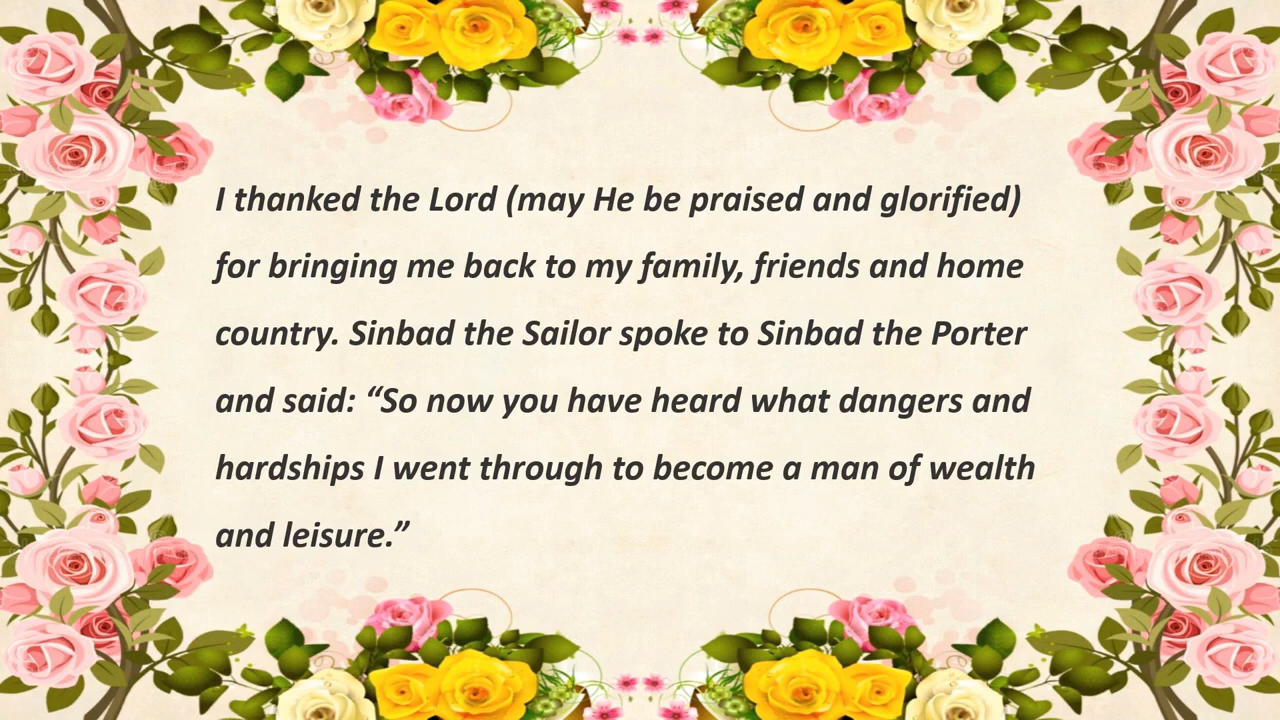 I thanked the Lord (may He be praised and glorified)
for bringing me back to my family, friends and home
country. Sinbad the Sailor spoke to Sinbad the Porter
and said: “So now you have heard what dangers and
hardships I went through to become a man of wealth
and leisure.”